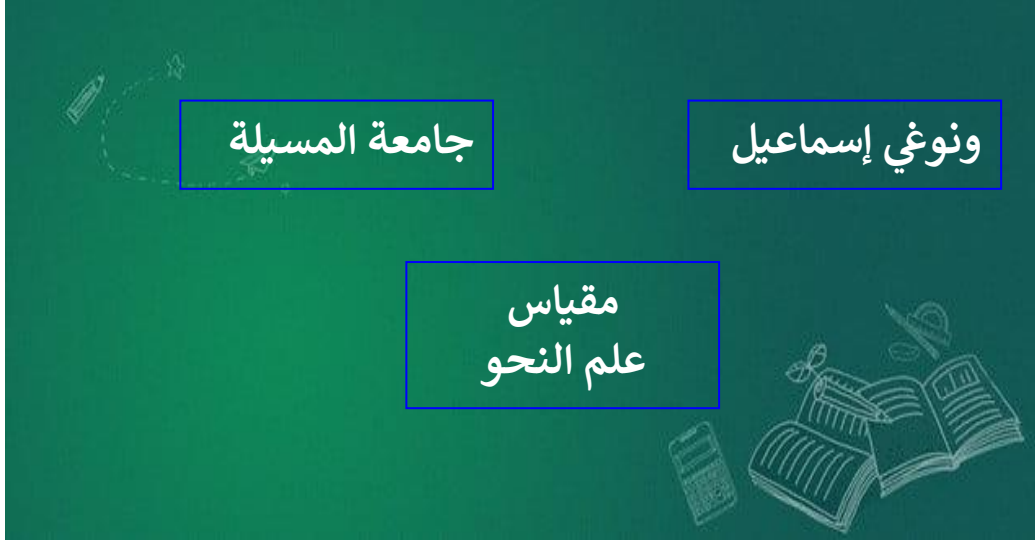 ونوغي إسماعيل
جامعة المسيلة
مقياس
علم النحو